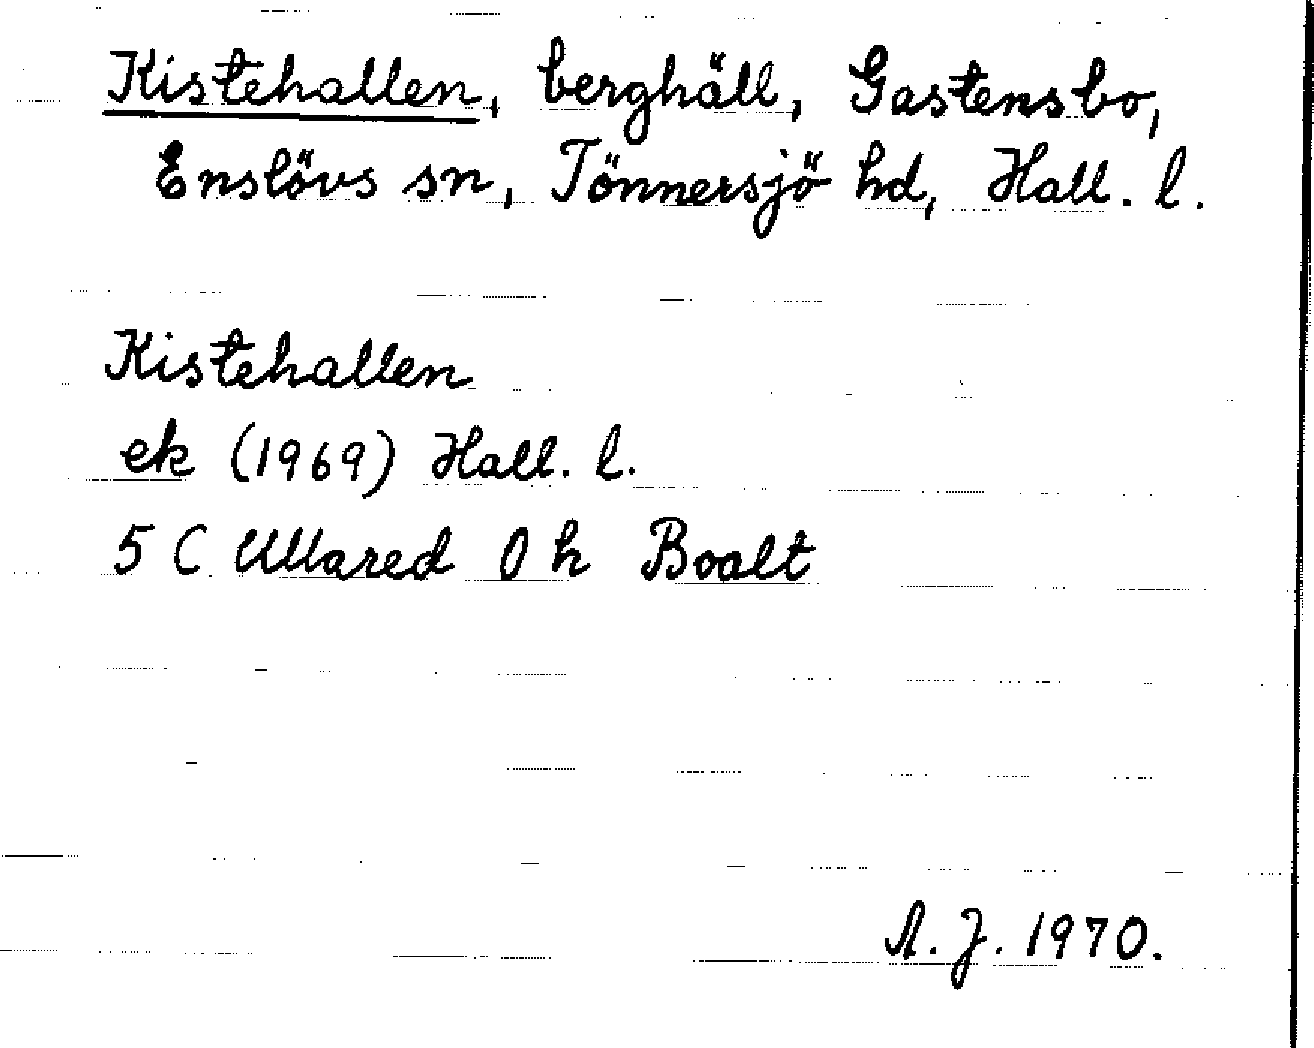 Kistehallen, berghäll, Gastensbo,
Enslövs sn, Tönnersjö hd, Hall. l.
Kistehallen
ek (1969) Hall. l.
5 C Ullared 0 h Boalt
A. J. 1970.